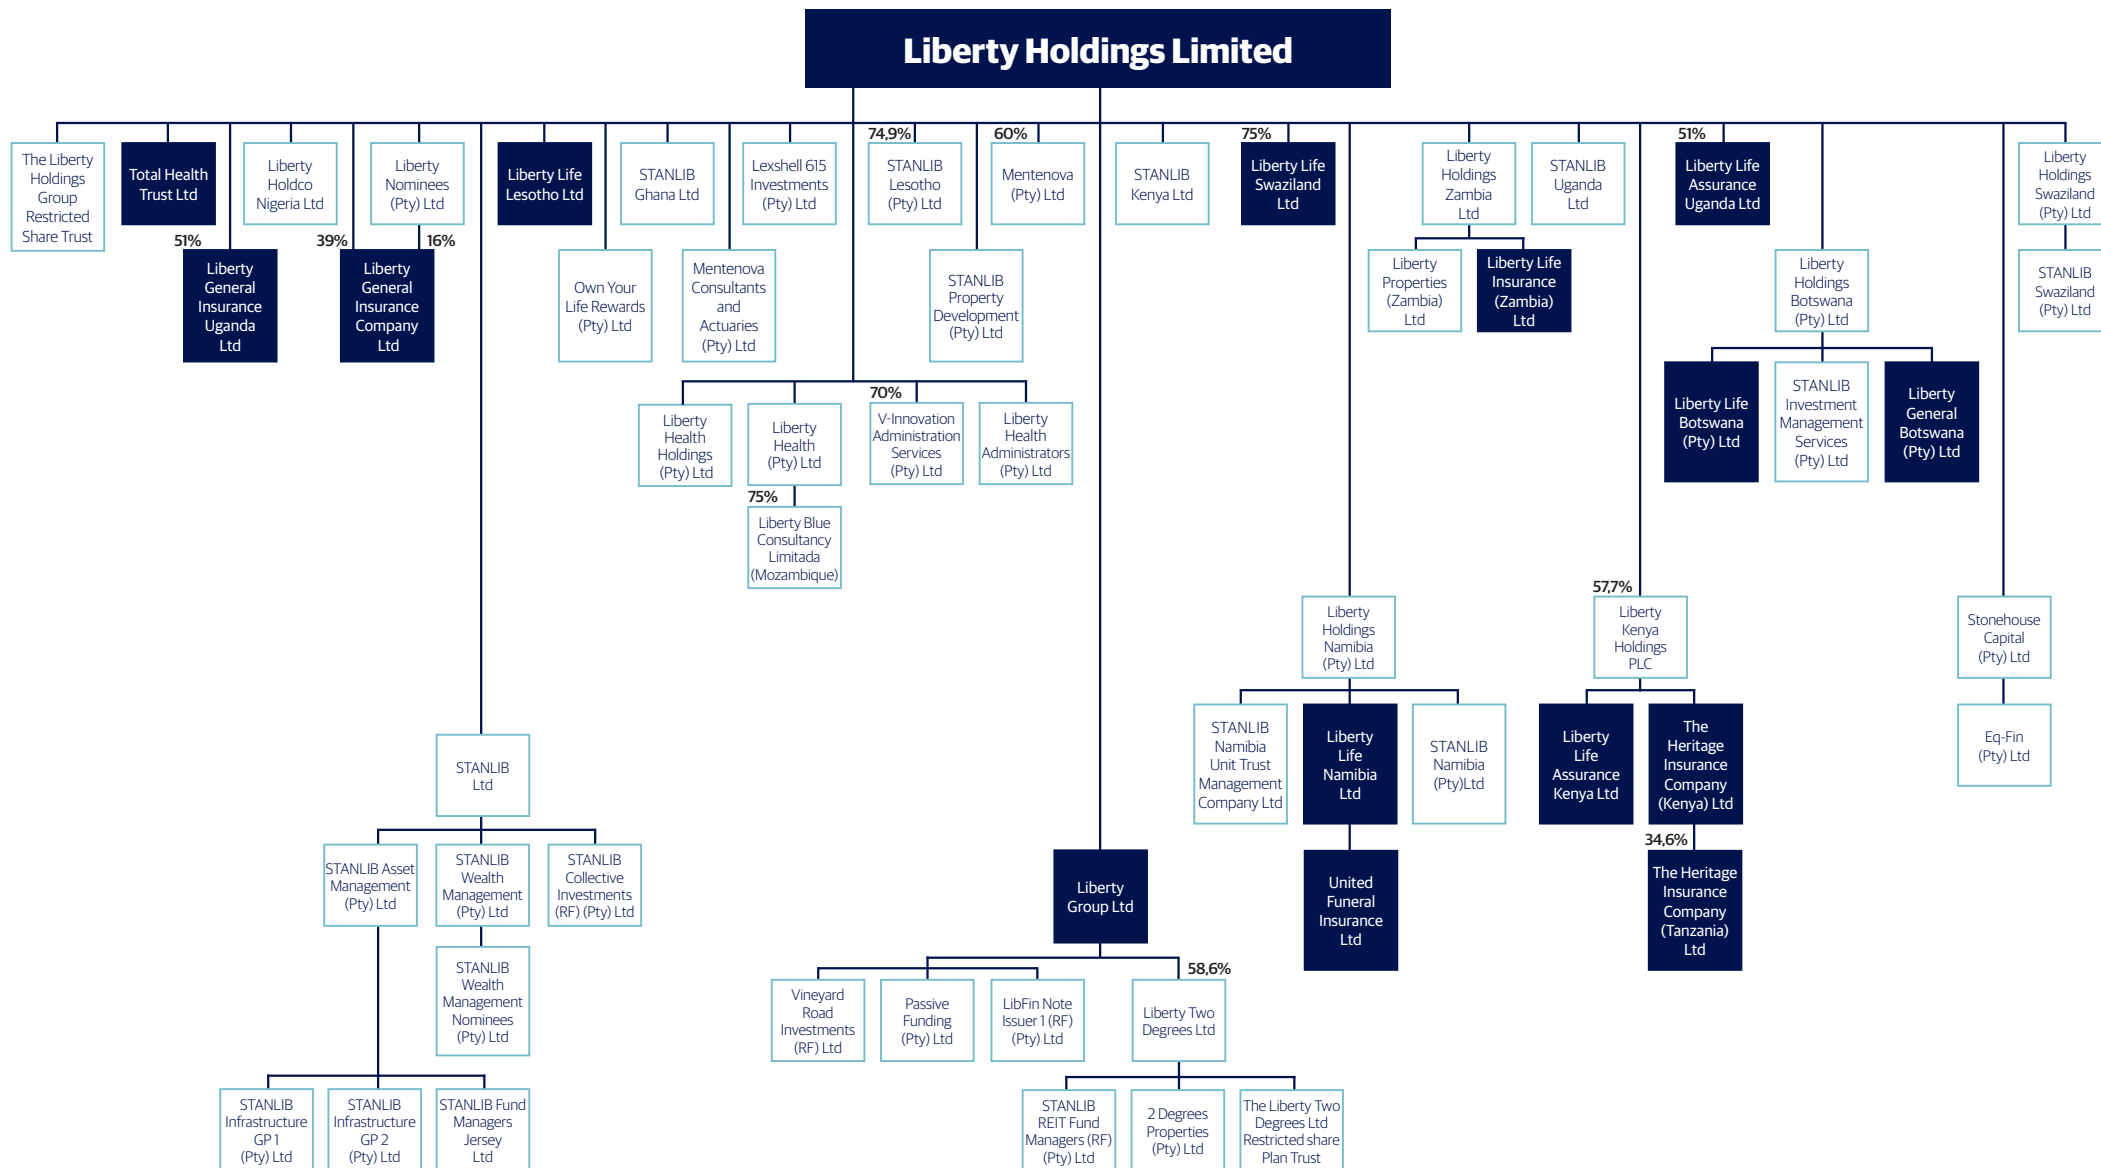 Liberty Holdings Limited
The Liberty
Holdings
Group
Restricted
Share Trust
Total Health
Trust Ltd
51%
Liberty
General
Insurance
Uganda
Ltd
Liberty
Holdco
Nigeria Ltd
39%
Liberty
Nominees
(Pty) Ltd
16%
Liberty
General
Insurance
Company
Ltd
Liberty Life
Lesotho Ltd
Own Your
Life Rewards
(Pty) Ltd
STANLIB
Ghana Ltd
Mentenova
Consultants
and
Actuaries
(Pty) Ltd
Lexshell 615
Investments
(Pty) Ltd
74,9%
STANLIB
Lesotho
(Pty) Ltd
STANLIB
Property
Development
(Pty) Ltd
60%
Mentenova
(Pty) Ltd
STANLIB
Kenya Ltd
75%
Liberty Life
Swaziland
Ltd
Liberty
Holdings
Zambia
Ltd
Liberty
Properties
(Zambia)
Ltd
Liberty Life
Insurance
(Zambia)
Ltd
STANLIB
Uganda
Ltd
51%
Liberty Life
Assurance
Uganda Ltd
Liberty
Holdings
Botswana
(Pty) Ltd
Liberty Life
Botswana
(Pty) Ltd
STANLIB
Investment
Management
Services
(Pty) Ltd
Liberty
General
Botswana
(Pty) Ltd
Liberty
Holdings
Swaziland
(Pty) Ltd
STANLIB
Swaziland
(Pty) Ltd
Liberty
Health
Holdings
(Pty) Ltd
Liberty
Health
(Pty) Ltd
75%
Liberty Blue
Consultancy
Limitada
(Mozambique)
70%
V-Innovation
Administration
Services
(Pty) Ltd
Liberty
Health
Administrators
(Pty) Ltd
Liberty
Holdings
Namibia
(Pty) Ltd
STANLIB
Namibia
Unit Trust
Management
Company Ltd
Liberty
Life
Namibia
Ltd
STANLIB
Namibia
(Pty)Ltd
United
Funeral
Insurance
Ltd
57,7%
Liberty
Kenya
Holdings
PLC
Liberty
Life
Assurance
Kenya Ltd
The
Heritage
Insurance
Company
(Kenya) Ltd
34,6%
The Heritage
Insurance
Company
(Tanzania)
Ltd
Stonehouse
Capital
(Pty) Ltd
Eq-Fin
(Pty) Ltd
STANLIB
Ltd
STANLIB Asset
Management
(Pty) Ltd
STANLIB
Wealth
Management
(Pty) Ltd
STANLIB
Collective
Investments
(RF) (Pty) Ltd
STANLIB
Wealth
Management
Nominees
(Pty) Ltd
STANLIB
Infrastructure
GP 1
(Pty) Ltd
STANLIB
Infrastructure
GP 2
(Pty) Ltd
STANLIB Fund
Managers
Jersey
Ltd
Liberty
Group Ltd
Vineyard
Road
Investments
(RF) Ltd
Passive
Funding
(Pty) Ltd
LibFin Note
Issuer 1 (RF)
(Pty) Ltd
58,6%
Liberty Two
Degrees Ltd
STANLIB
REIT Fund
Managers (RF)
(Pty) Ltd
2 Degrees
Properties
(Pty) Ltd
The Liberty Two
Degrees Ltd
Restricted share
Plan Trust